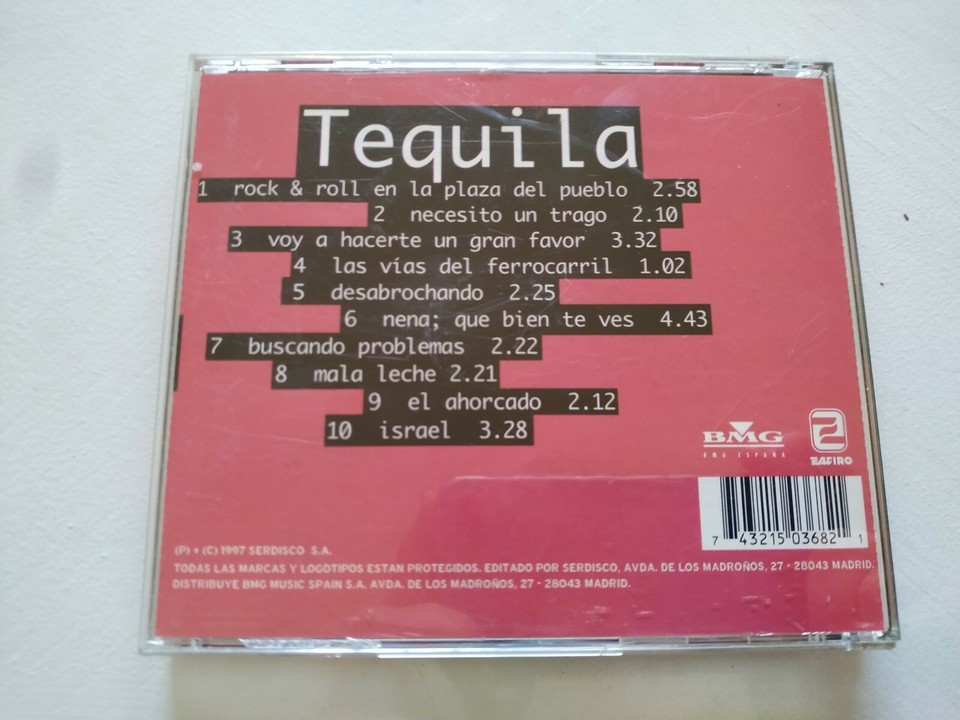 Tequila
1 rock & roll en la plaza del pueblo 2.58
2 necesito un trago 2.10
3 voy a hacerte un gran favor 3.32
4 las vías del ferrocarril 1.02
5 desabrochando 2.25
6 nena; que bien te ves 4.43
7 buscando problemas 2.22
8 mala leche 2.21
9 el ahorcado 2.12
10 israel 3.28
BMG
BMG ESPAÑA
ZAFIRO
7 43215 03682 1
(P) + (C) 1997 SERDISCO S.A.
TODAS LAS MARCAS Y LOGOTIPOS ESTAN PROTEGIDOS. EDITADO POR SERDISCO, AVDA. DE LOS MADROÑOS, 27 - 28043 MADRID.
DISTRIBUYE BMG MUSIC SPAIN S.A. AVDA. DE LOS MADROÑOS, 27 - 28043 MADRID.